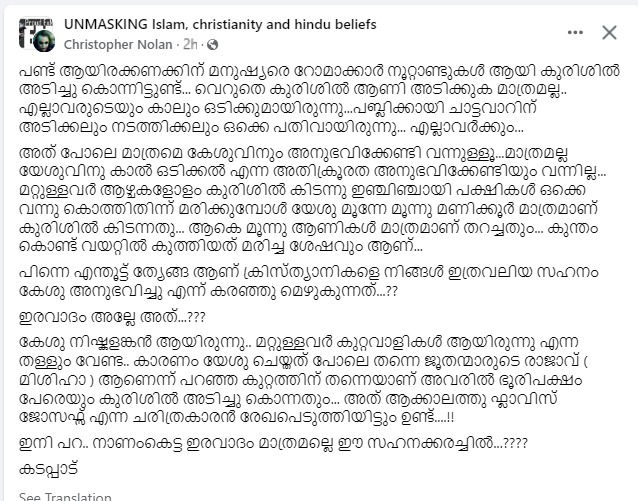 UNMASKING Islam, christianity and hindu beliefs
Christopher Nolan · 2h ·
പണ്ട് ആയിരക്കണക്കിന് മനുഷ്യരെ റോമാക്കാർ നൂറ്റാണ്ടുകൾ ആയി കുരിശിൽ
അടിച്ചു കൊന്നിട്ടുണ്ട്... വെറുതെ കുരിശിൽ ആണി അടിക്കുക മാത്രമല്ല..
എല്ലാവരുടെയും കാലും ഒടിക്കുമായിരുന്നു...പബ്ലിക്കായി ചാട്ടവാറിന്
അടിക്കലും നടത്തിക്കലും ഒക്കെ പതിവായിരുന്നു... എല്ലാവർക്കും...
അത് പോലെ മാത്രമെ കേശുവിനും അനുഭവിക്കേണ്ടി വന്നുള്ളൂ...മാത്രമല്ല
യേശുവിനു കാൽ ഒടിക്കൽ എന്ന അതിക്രൂരത അനുഭവിക്കേണ്ടിയും വന്നില്ല...
മറ്റുള്ളവർ ആഴ്ചകളോളം കുരിശിൽ കിടന്നു ഇഞ്ചിഞ്ചായി പക്ഷികൾ ഒക്കെ
വന്നു കൊത്തിതിന്ന് മരിക്കുമ്പോൾ യേശു മൂന്നേ മൂന്നു മണിക്കൂർ മാത്രമാണ്
കുരിശിൽ കിടന്നതു... ആകെ മൂന്നു ആണികൾ മാത്രമാണ് തറച്ചതും... കുന്തം
കൊണ്ട് വയറ്റിൽ കുത്തിയത് മരിച്ച ശേഷവും ആണ്...
പിന്നെ എന്തൂട്ട് ത്യേങ്ങ ആണ് ക്രിസ്ത്യാനികളെ നിങ്ങൾ ഇത്രവലിയ സഹനം
കേശു അനുഭവിച്ചു എന്ന് കരഞ്ഞു മെഴുകുന്നത്...??
ഇരവാദം അല്ലേ അത്...???
കേശു നിഷ്കളങ്കൻ ആയിരുന്നു.. മറ്റുള്ളവർ കുറ്റവാളികൾ ആയിരുന്നു എന്ന
തള്ളും വേണ്ട.. കാരണം യേശു ചെയ്തത് പോലെ തന്നെ ജൂതന്മാരുടെ രാജാവ് (
മിശിഹാ ) ആണെന്ന് പറഞ്ഞ കുറ്റത്തിന് തന്നെയാണ് അവരിൽ ഭൂരിപക്ഷം
പേരെയും കുരിശിൽ അടിച്ചു കൊന്നതും... അത് ആക്കാലത്തു ഫ്ലാവിസ്
ജോസഫ്സ് എന്ന ചരിത്രകാരൻ രേഖപെടുത്തിയിട്ടും ഉണ്ട്....!!
ഇനി പറ.. നാണംകെട്ട ഇരവാദം മാത്രമല്ലെ ഈ സഹനക്കരച്ചിൽ...????
കടപ്പാട്
See Translation